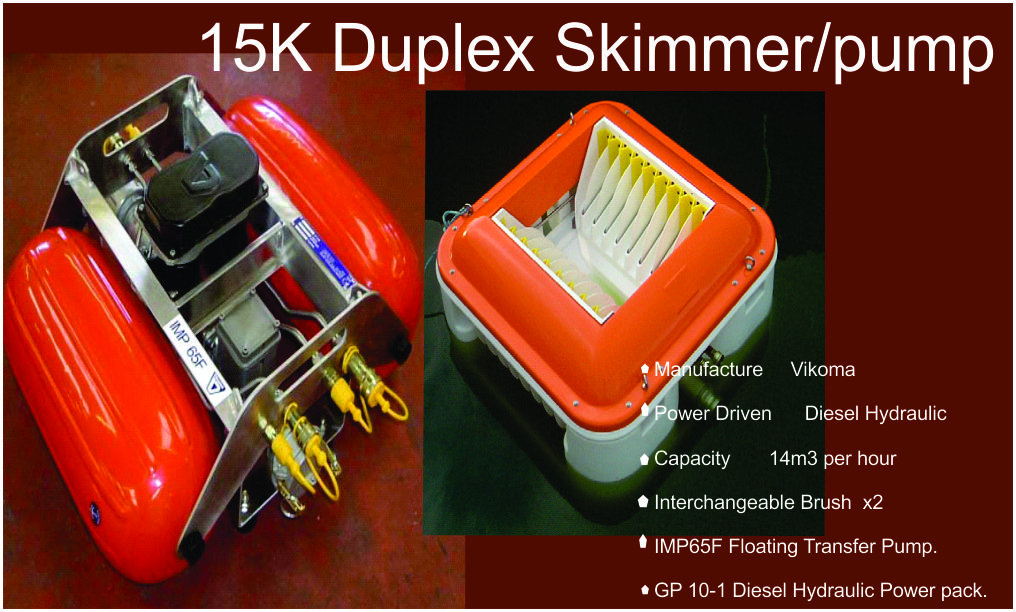 15K Duplex Skimmer/pump
IMP 65F
Manufacture Vikoma
Power Driven Diesel Hydraulic
Capacity 14m3 per hour
Interchangeable Brush x2
IMP65F Floating Transfer Pump.
GP 10-1 Diesel Hydraulic Power pack.